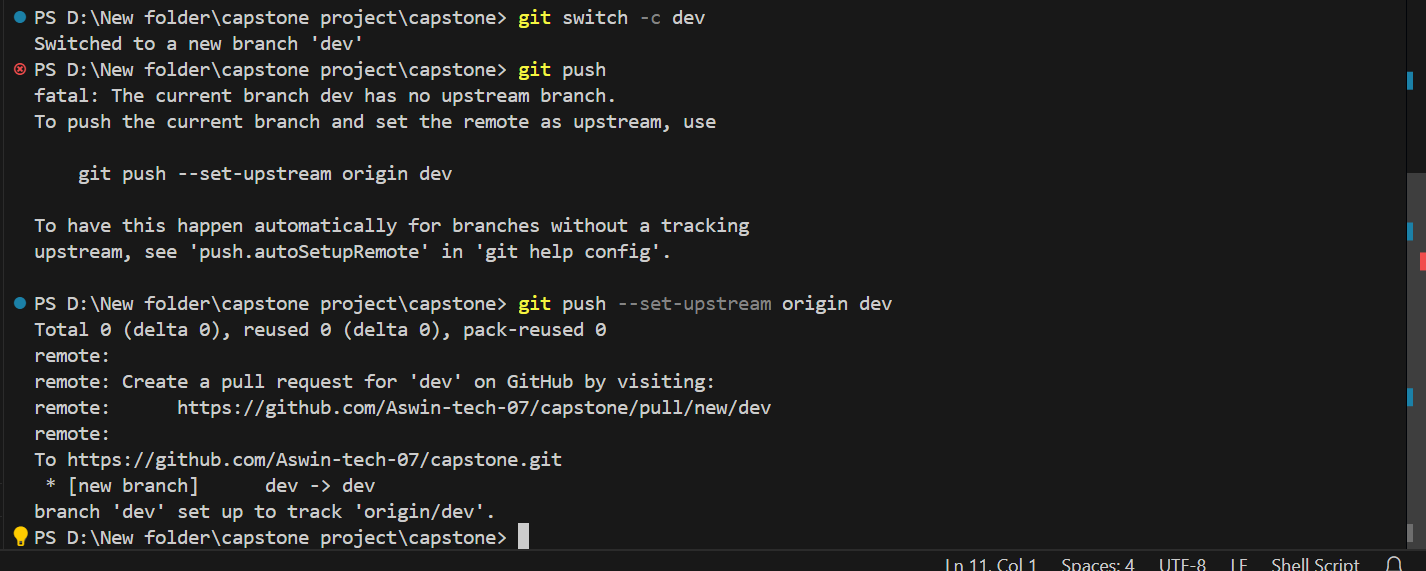 PS D:\New folder\capstone project\capstone> git switch -c dev
Switched to a new branch 'dev'
PS D:\New folder\capstone project\capstone> git push
fatal: The current branch dev has no upstream branch.
To push the current branch and set the remote as upstream, use
    git push --set-upstream origin dev
To have this happen automatically for branches without a tracking
upstream, see 'push.autoSetupRemote' in 'git help config'.
PS D:\New folder\capstone project\capstone> git push --set-upstream origin dev
Total 0 (delta 0), reused 0 (delta 0), pack-reused 0
remote:
remote: Create a pull request for 'dev' on GitHub by visiting:
remote:      https://github.com/Aswin-tech-07/capstone/pull/new/dev
remote:
To https://github.com/Aswin-tech-07/capstone.git
 * [new branch]      dev -> dev
branch 'dev' set up to track 'origin/dev'.
PS D:\New folder\capstone project\capstone>
Ln 11, Col 1 Spaces: 4 UTF-8 LF Shell Script